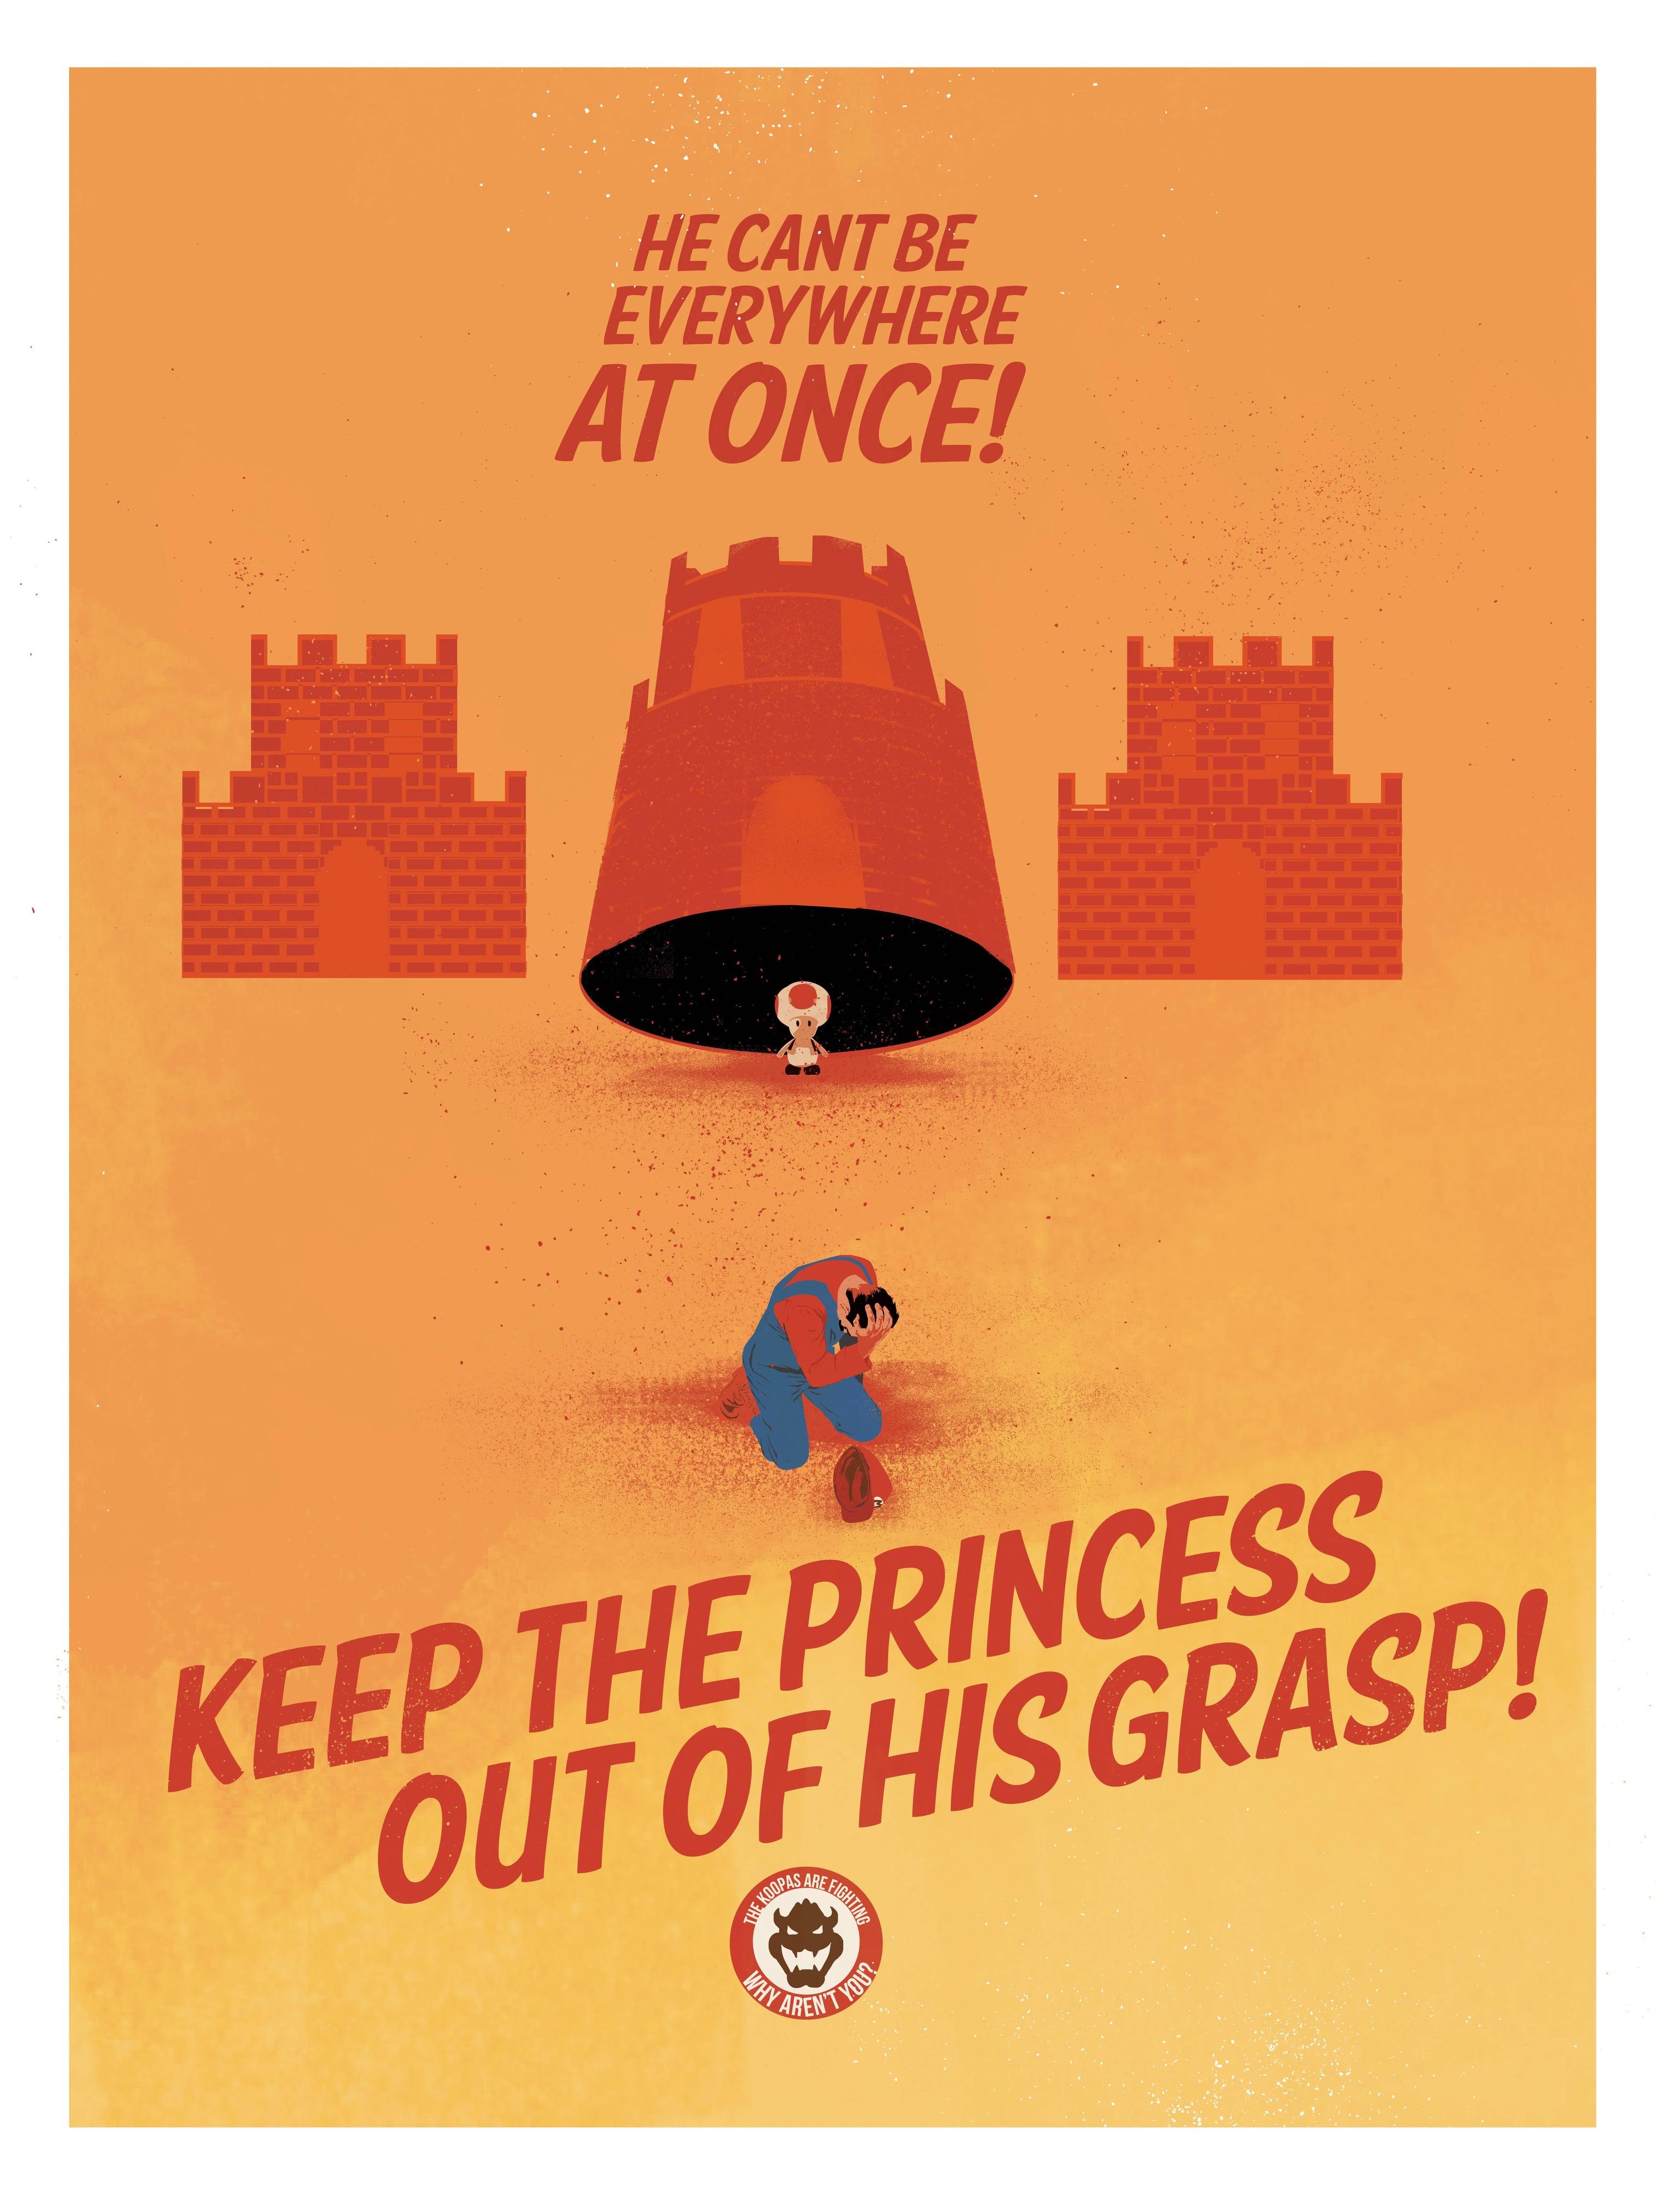 HE CANT BE
EVERYWHERE
AT ONCE!
KEEP THE PRINCESS
OUT OF HIS GRASP!
THE KOOPAS ARE FIGHTING
WHY AREN'T YOU?